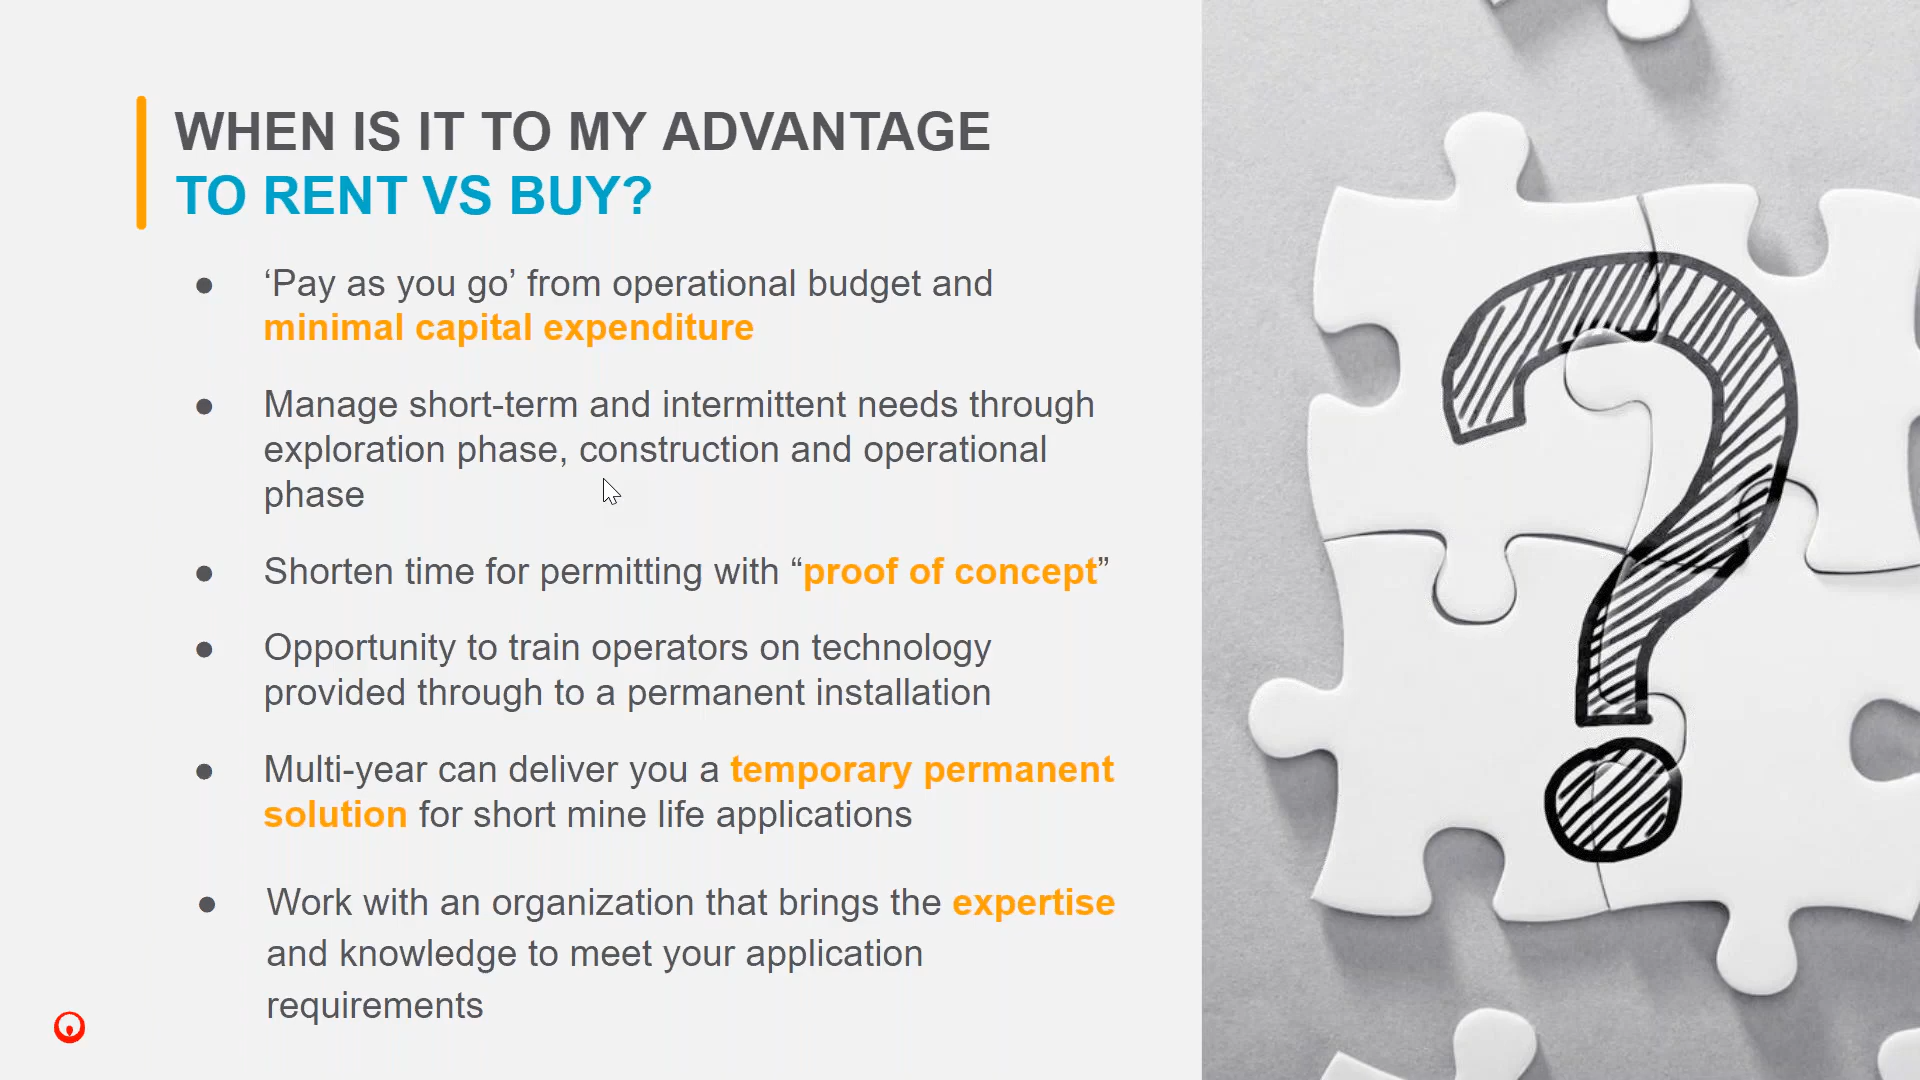 WHEN IS IT TO MY ADVANTAGE
TO RENT VS BUY?
● ‘Pay as you go’ from operational budget and
minimal capital expenditure
● Manage short-term and intermittent needs through
exploration phase, construction and operational
phase
● Shorten time for permitting with “proof of concept”
● Opportunity to train operators on technology
provided through to a permanent installation
● Multi-year can deliver you a temporary permanent
solution for short mine life applications
● Work with an organization that brings the expertise
and knowledge to meet your application
requirements
?